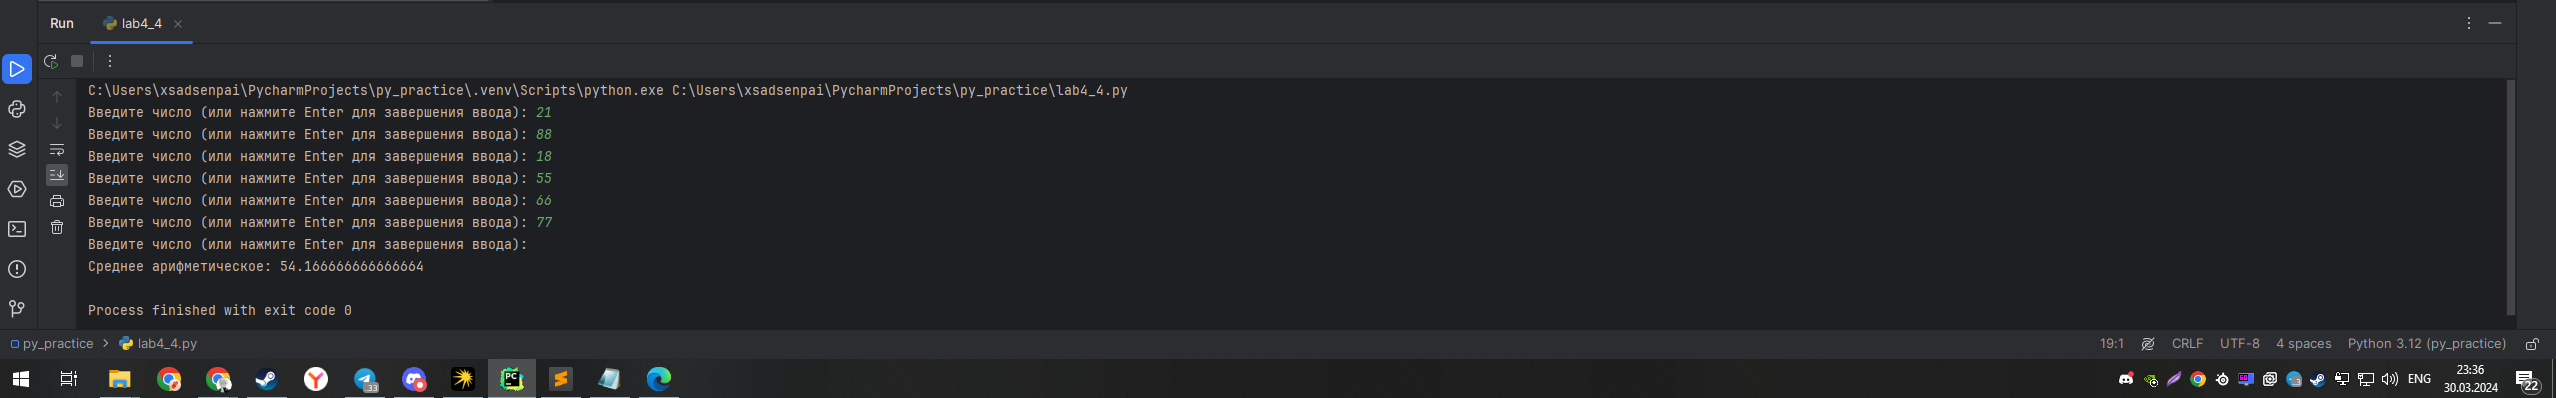 Run lab4_4
C:\Users\xsadsenpai\PycharmProjects\py_practice\.venv\Scripts\python.exe C:\Users\xsadsenpai\PycharmProjects\py_practice\lab4_4.py
Введите число (или нажмите Enter для завершения ввода): 21
Введите число (или нажмите Enter для завершения ввода): 88
Введите число (или нажмите Enter для завершения ввода): 18
Введите число (или нажмите Enter для завершения ввода): 55
Введите число (или нажмите Enter для завершения ввода): 66
Введите число (или нажмите Enter для завершения ввода): 77
Введите число (или нажмите Enter для завершения ввода):
Среднее арифметическое: 54.166666666666664
Process finished with exit code 0
py_practice > lab4_4.py 19:1 CRLF UTF-8 4 spaces Python 3.12 (py_practice)
33 PC ENG 23:36
30.03.2024 22